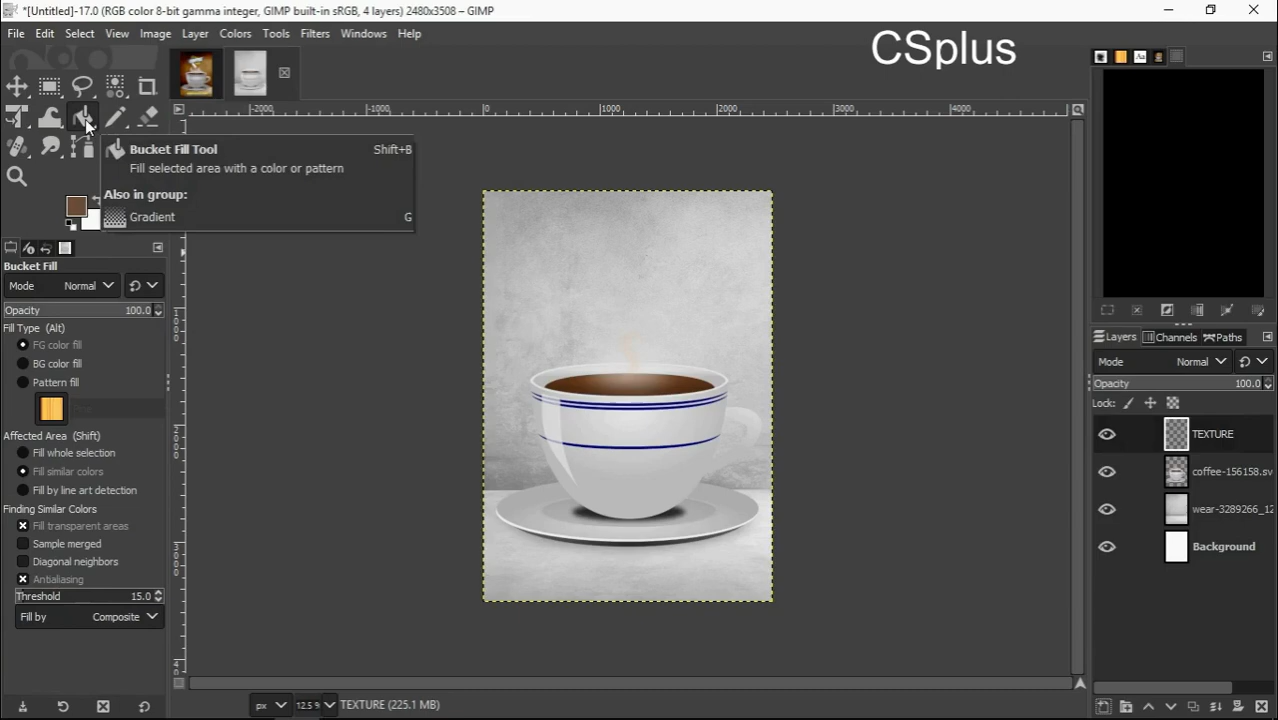 *[Untitled]-17.0 (RGB color 8-bit gamma integer, GIMP built-in sRGB, 4 layers) 2480x3508 – GIMP
File Edit Select View Image Layer Colors Tools Filters Windows Help
CSplus
-2000 -1000 0 1000 2000 3000 4000
Bucket Fill Tool Shift+B
Fill selected area with a color or pattern
Also in group:
Gradient G
Bucket Fill
Mode Normal
Opacity 100.0
Fill Type (Alt)
FG color fill
BG color fill
Pattern fill
Affected Area (Shift)
Fill whole selection
Fill similar colors
Fill by line art detection
Finding Similar Colors
Fill transparent areas
Sample merged
Diagonal neighbors
Antialiasing
Threshold 15.0
Fill by Composite
1000
2000
3000
px 12.5 % TEXTURE (225.1 MB)
Aa
Layers Channels Paths
Mode Normal
Opacity 100.0
Lock:
TEXTURE
coffee-156158.sv
wear-3289266_12
Background